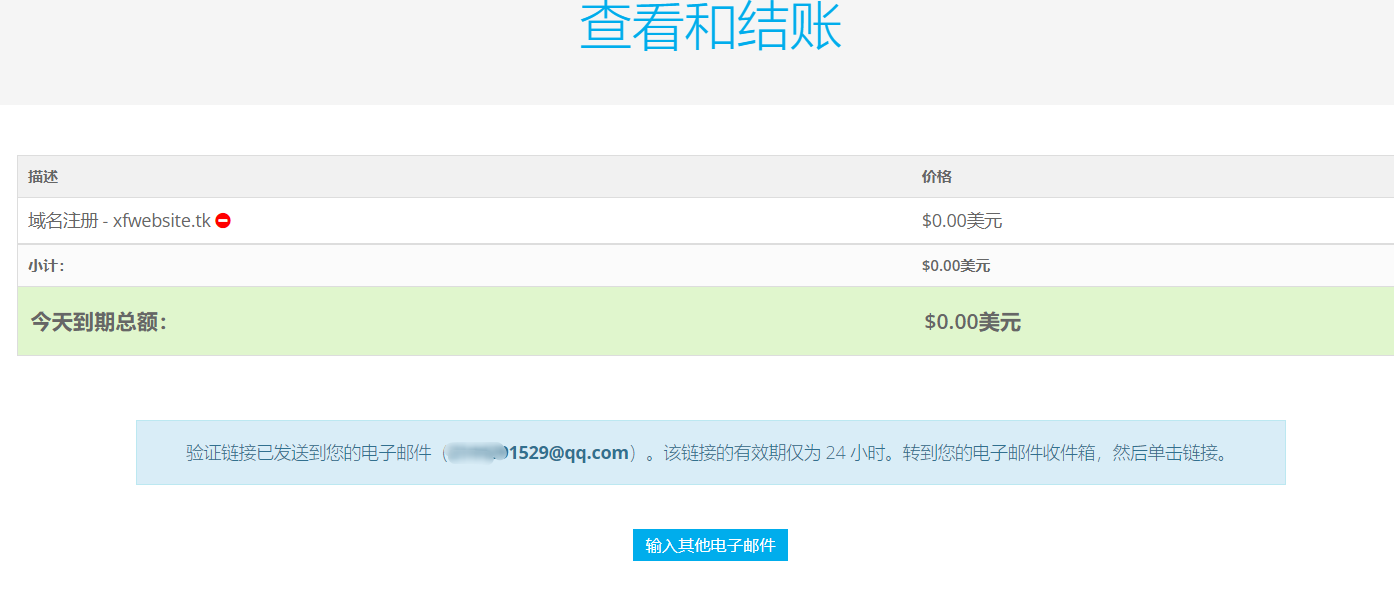 查看和结账
描述 价格
域名注册 - xfwebsite.tk $0.00美元
小计: $0.00美元
今天到期总额: $0.00美元
验证链接已发送到您的电子邮件（01529@qq.com）。该链接的有效期仅为 24 小时。转到您的电子邮件收件箱，然后单击链接。
输入其他电子邮件